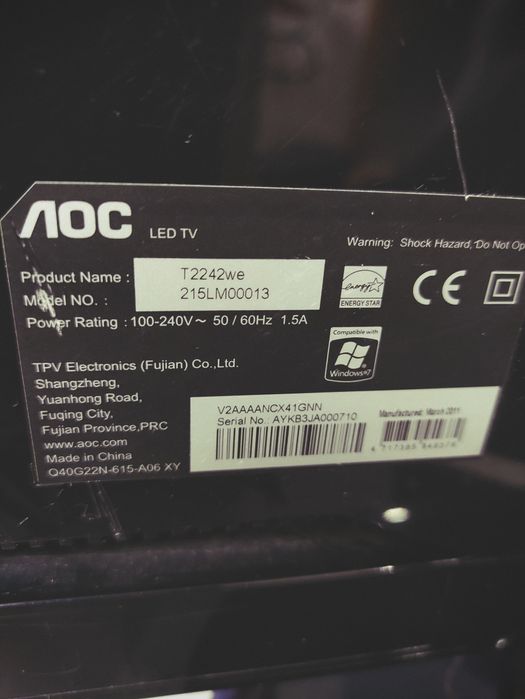 AOC LED TV
Warning: Shock Hazard, Do Not Op
Product Name : T2242we
Model NO. : 215LM00013
Power Rating : 100-240V~ 50 / 60Hz 1.5A
ENERGY STAR
CE
Compatible with
Windows 7
TPV Electronics (Fujian) Co.,Ltd.
Shangzheng,
Yuanhong Road,
Fuqing City,
Fujian Province,PRC
www.aoc.com
Made in China
Q40G22N-615-A06 XY
V2AAAANCX41GNN
Serial No. AYKB3JA000710
Manufactured: March 2011